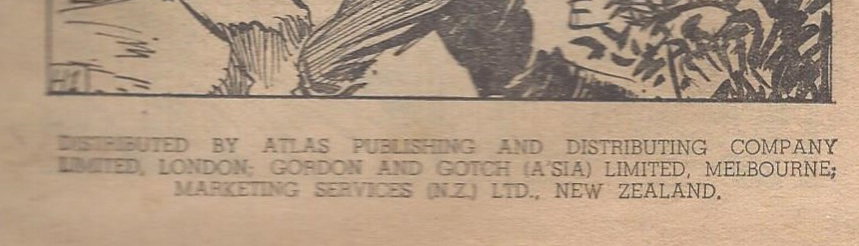 DISTRIBUTED BY ATLAS PUBLISHING AND DISTRIBUTING COMPANY
LIMITED, LONDON; GORDON AND GOTCH (A'SIA) LIMITED, MELBOURNE;
MARKETING SERVICES (N.Z.) LTD., NEW ZEALAND.